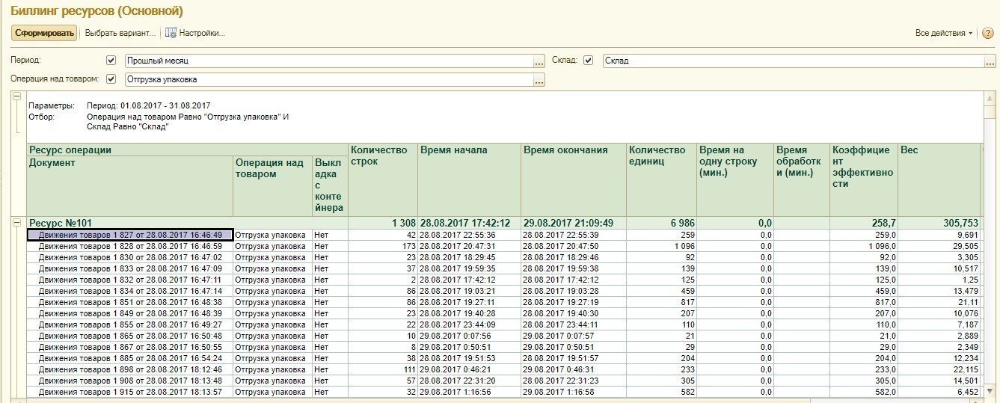 Биллинг ресурсов (Основной)
Сформировать Выбрать вариант... Настройки... Все действия ?
Период: Прошлый месяц ... Склад: Склад ...
Операция над товаром: Отгрузка упаковка ...
Параметры: Период: 01.08.2017 - 31.08.2017
Отбор: Операция над товаром Равно "Отгрузка упаковка" И
Склад Равно "Склад"
Ресурс операции Количество строк Время начала Время окончания Количество единиц Время на одну строку (мин.) Время обработк и (мин.) Коэффицие нт эффективно сти Вес
Документ Операция над товаром Выкл адка с конте йнера
Ресурс №101 1 308 28.08.2017 17:42:12 29.08.2017 21:09:49 6 986 0,0 258,7 305,753
Движения товаров 1 827 от 28.08.2017 16:46:49 Отгрузка упаковка Нет 42 28.08.2017 22:55:36 28.08.2017 22:55:39 259 0,0 259,0 9,691
Движения товаров 1 828 от 28.08.2017 16:46:59 Отгрузка упаковка Нет 173 28.08.2017 20:47:31 28.08.2017 20:47:50 1 096 0,0 1 096,0 29,505
Движения товаров 1 830 от 28.08.2017 16:47:02 Отгрузка упаковка Нет 23 28.08.2017 18:29:45 28.08.2017 18:29:46 92 0,0 92,0 3,305
Движения товаров 1 833 от 28.08.2017 16:47:09 Отгрузка упаковка Нет 37 28.08.2017 19:59:35 28.08.2017 19:59:38 139 0,0 139,0 10,517
Движения товаров 1 832 от 28.08.2017 16:47:11 Отгрузка упаковка Нет 2 28.08.2017 17:42:12 28.08.2017 17:42:12 125 0,0 125,0 1,25
Движения товаров 1 834 от 28.08.2017 16:47:14 Отгрузка упаковка Нет 86 28.08.2017 19:03:21 28.08.2017 19:03:28 459 0,0 459,0 13,479
Движения товаров 1 851 от 28.08.2017 16:48:38 Отгрузка упаковка Нет 86 28.08.2017 19:27:11 28.08.2017 19:27:19 817 0,0 817,0 21,11
Движения товаров 1 849 от 28.08.2017 16:48:39 Отгрузка упаковка Нет 23 28.08.2017 19:40:28 28.08.2017 19:40:30 207 0,0 207,0 10,076
Движения товаров 1 855 от 28.08.2017 16:49:27 Отгрузка упаковка Нет 22 28.08.2017 23:44:09 28.08.2017 23:44:11 110 0,0 110,0 7,187
Движения товаров 1 865 от 28.08.2017 16:50:48 Отгрузка упаковка Нет 10 29.08.2017 0:07:56 29.08.2017 0:07:57 21 0,0 21,0 2,889
Движения товаров 1 867 от 28.08.2017 16:50:55 Отгрузка упаковка Нет 8 29.08.2017 0:50:51 29.08.2017 0:50:51 29 0,0 29,0 2,349
Движения товаров 1 885 от 28.08.2017 16:54:24 Отгрузка упаковка Нет 38 28.08.2017 19:51:53 28.08.2017 19:51:57 204 0,0 204,0 12,234
Движения товаров 1 898 от 28.08.2017 18:12:46 Отгрузка упаковка Нет 111 29.08.2017 0:46:21 29.08.2017 0:46:31 233 0,0 233,0 22,115
Движения товаров 1 908 от 28.08.2017 18:13:48 Отгрузка упаковка Нет 57 28.08.2017 22:31:20 28.08.2017 22:31:23 305 0,0 305,0 14,501
Движения товаров 1 915 от 28.08.2017 18:13:57 Отгрузка упаковка Нет 32 29.08.2017 1:16:56 29.08.2017 1:16:58 582 0,0 582,0 6,452